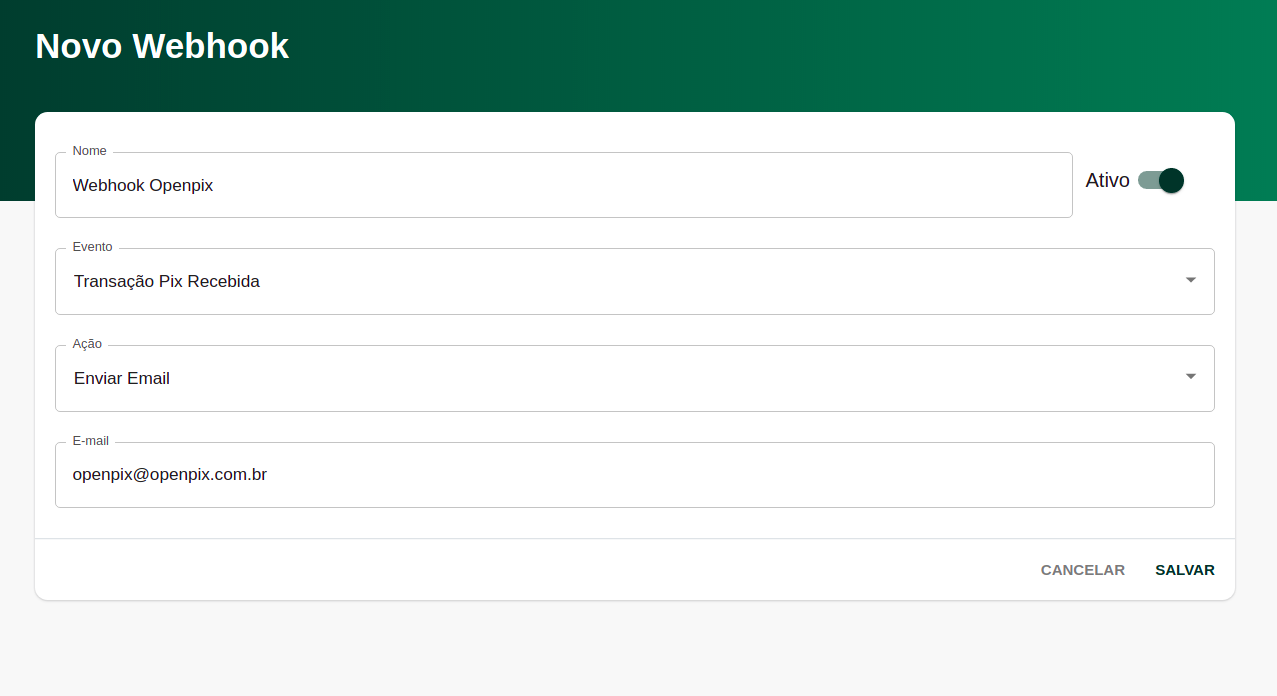 Novo Webhook
Nome
Webhook Openpix
Ativo
Evento
Transação Pix Recebida
Ação
Enviar Email
E-mail
openpix@openpix.com.br
CANCELAR SALVAR